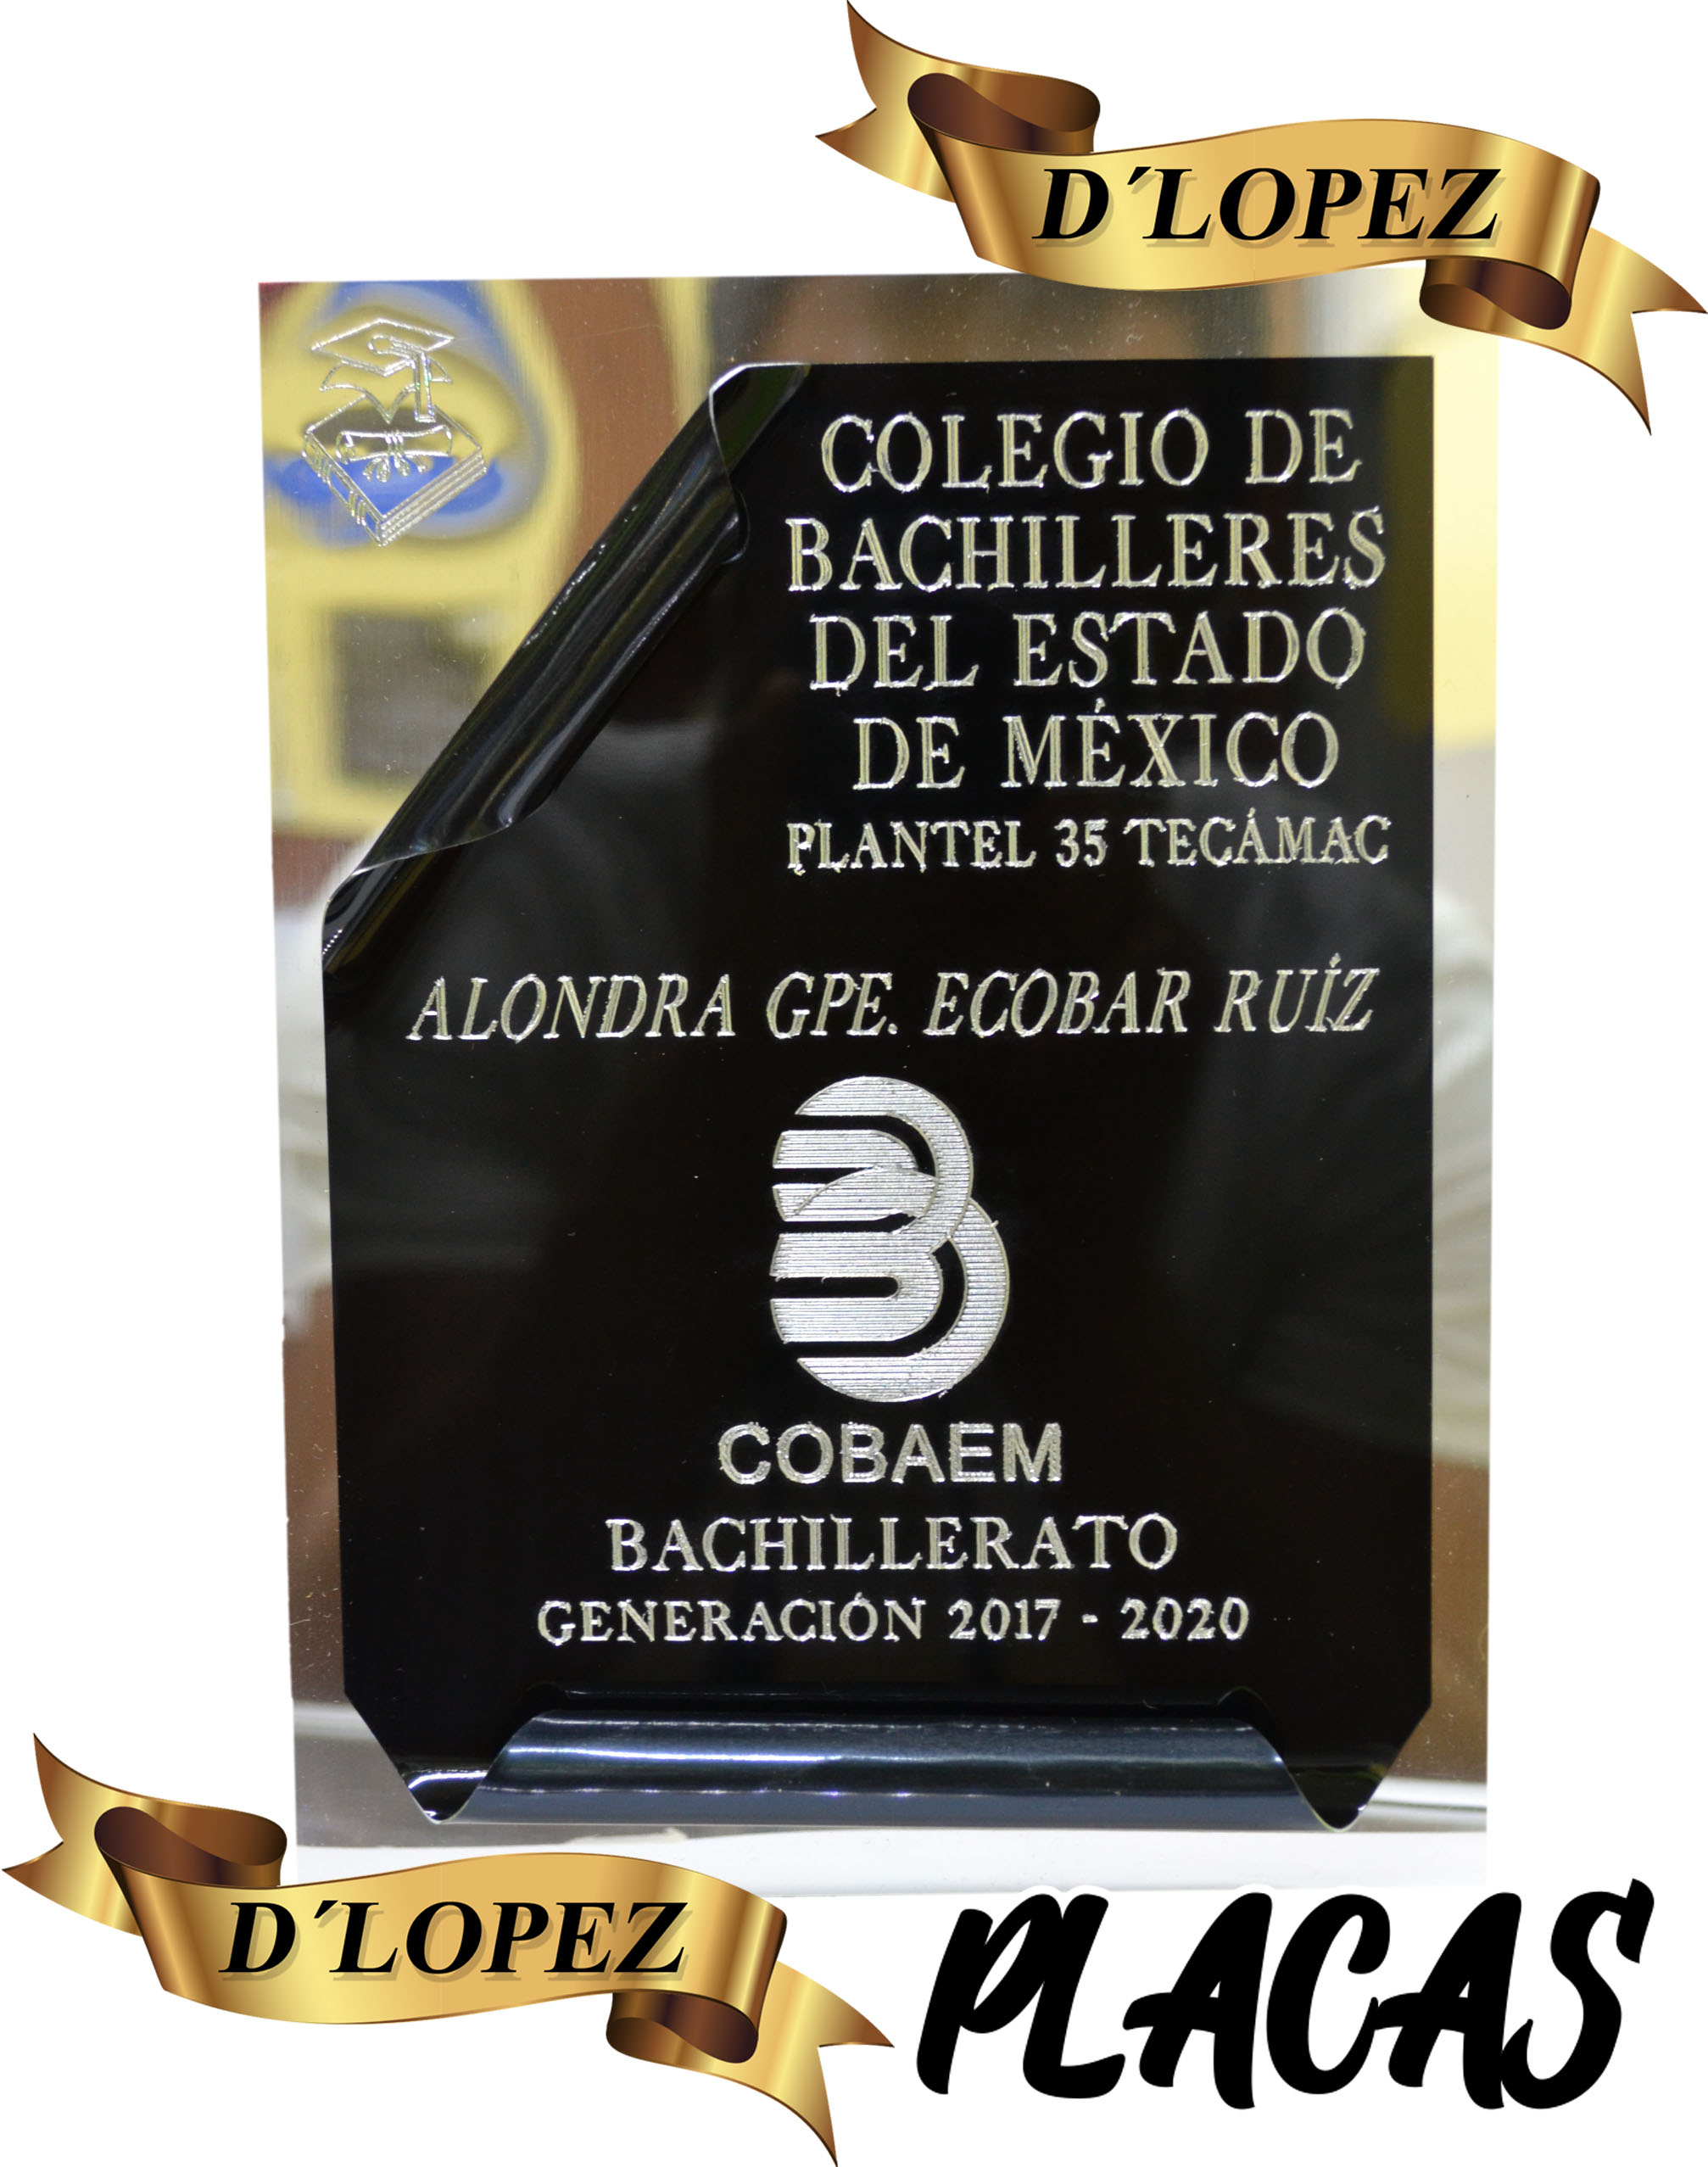 D´LOPEZ
COLEGIO DE
BACHILLERES
DEL ESTADO
DE MÉXICO
PLANTEL 35 TECÁMAC
ALONDRA GPE. ECOBAR RUÍZ
COBAEM
BACHILLERATO
GENERACIÓN 2017 - 2020
D´LOPEZ
PLACAS